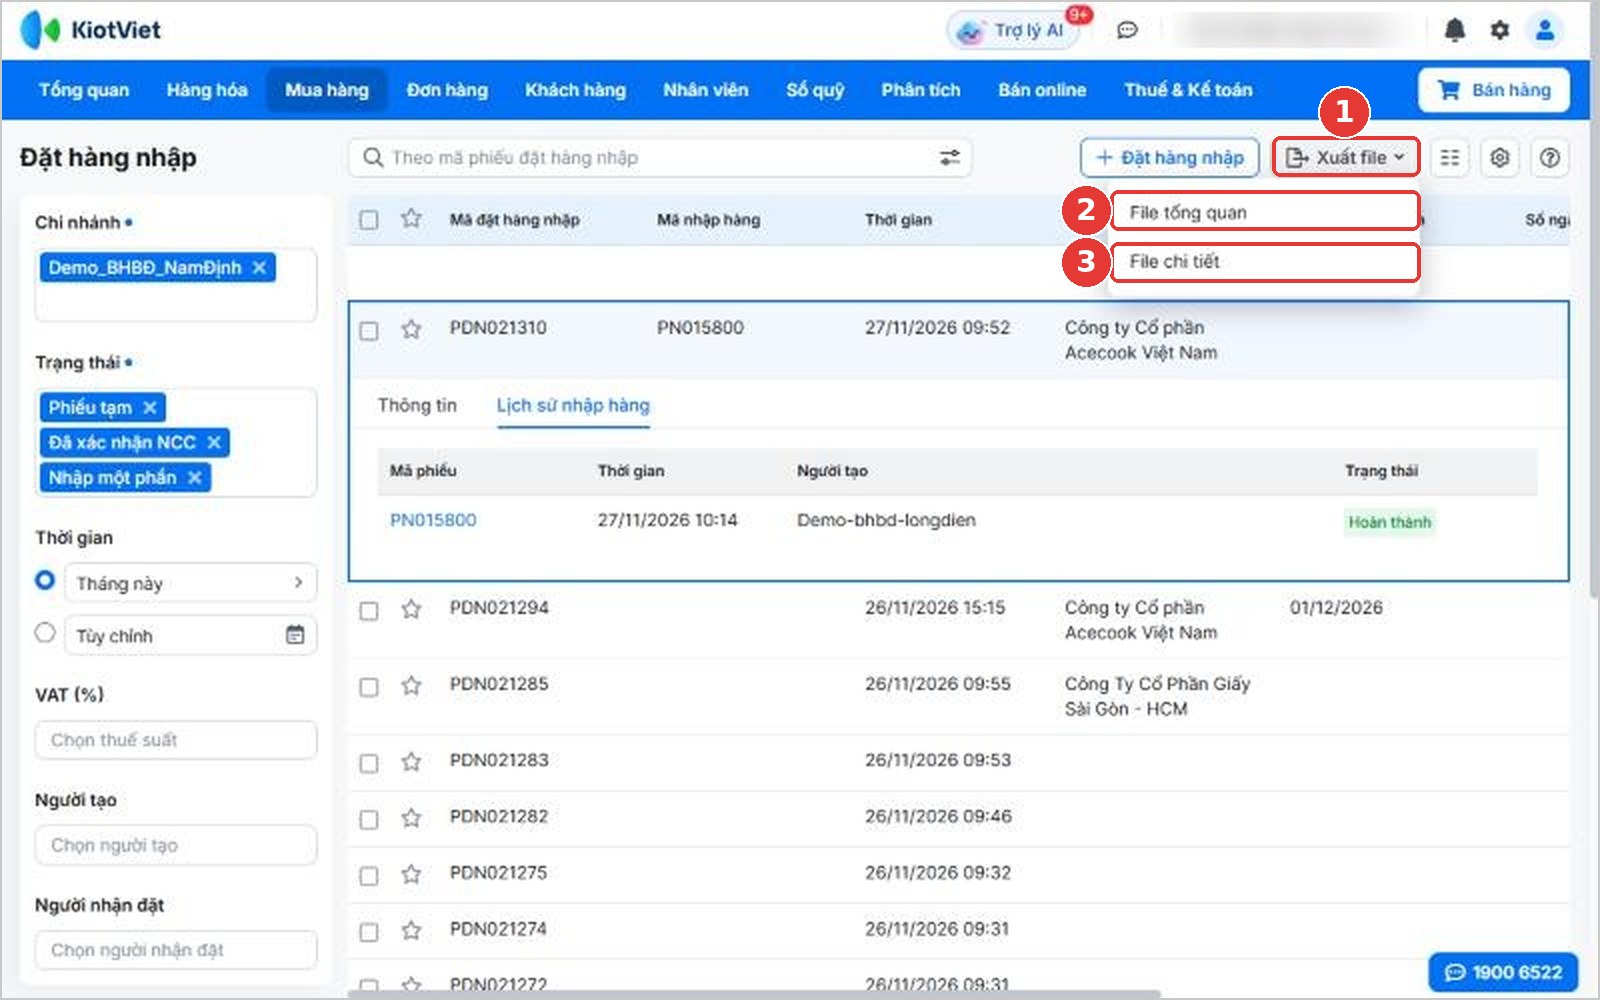 KiotViet
Trợ lý AI
9+
Tổng quan Hàng hóa Mua hàng Đơn hàng Khách hàng Nhân viên Sổ quỹ Phân tích Bán online Thuế & Kế toán Bán hàng
1
Đặt hàng nhập
Theo mã phiếu đặt hàng nhập
+ Đặt hàng nhập
Xuất file
2 File tổng quan
3 File chi tiết
Chi nhánh
Demo_BHBĐ_NamĐịnh ×
Trạng thái
Phiếu tạm ×
Đã xác nhận NCC ×
Nhập một phần ×
Thời gian
Tháng này
Tùy chỉnh
VAT (%)
Chọn thuế suất
Người tạo
Chọn người tạo
Người nhận đặt
Chọn người nhận đặt
Mã đặt hàng nhập Mã nhập hàng Thời gian
PDN021310 PN015800 27/11/2026 09:52 Công ty Cổ phần
Acecook Việt Nam
Thông tin Lịch sử nhập hàng
Mã phiếu Thời gian Người tạo Trạng thái
PN015800 27/11/2026 10:14 Demo-bhbd-longdien Hoàn thành
PDN021294 26/11/2026 15:15 Công ty Cổ phần 01/12/2026
Acecook Việt Nam
PDN021285 26/11/2026 09:55 Công Ty Cổ Phần Giấy
Sài Gòn - HCM
PDN021283 26/11/2026 09:53
PDN021282 26/11/2026 09:46
PDN021275 26/11/2026 09:32
PDN021274 26/11/2026 09:31
PDN021272 26/11/2026 09:31
1900 6522